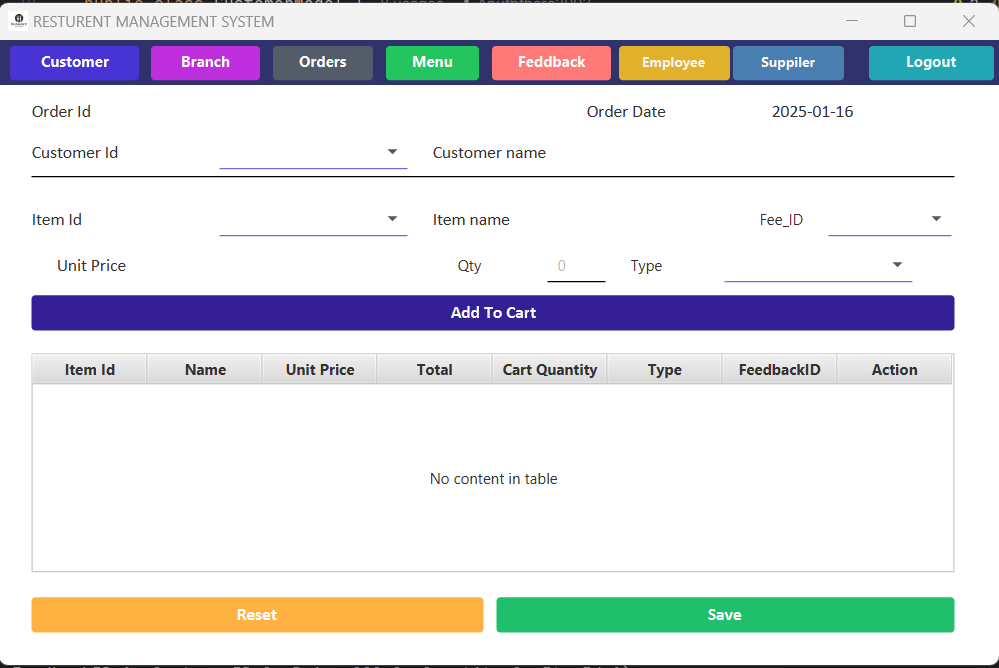 RESTURENT MANAGEMENT SYSTEM
Customer Branch Orders Menu Feddback Employee Suppiler Logout
Order Id Order Date 2025-01-16
Customer Id Customer name
Item Id Item name Fee_ID
Unit Price Qty 0 Type
Add To Cart
Item Id Name Unit Price Total Cart Quantity Type FeedbackID Action
No content in table
Reset Save